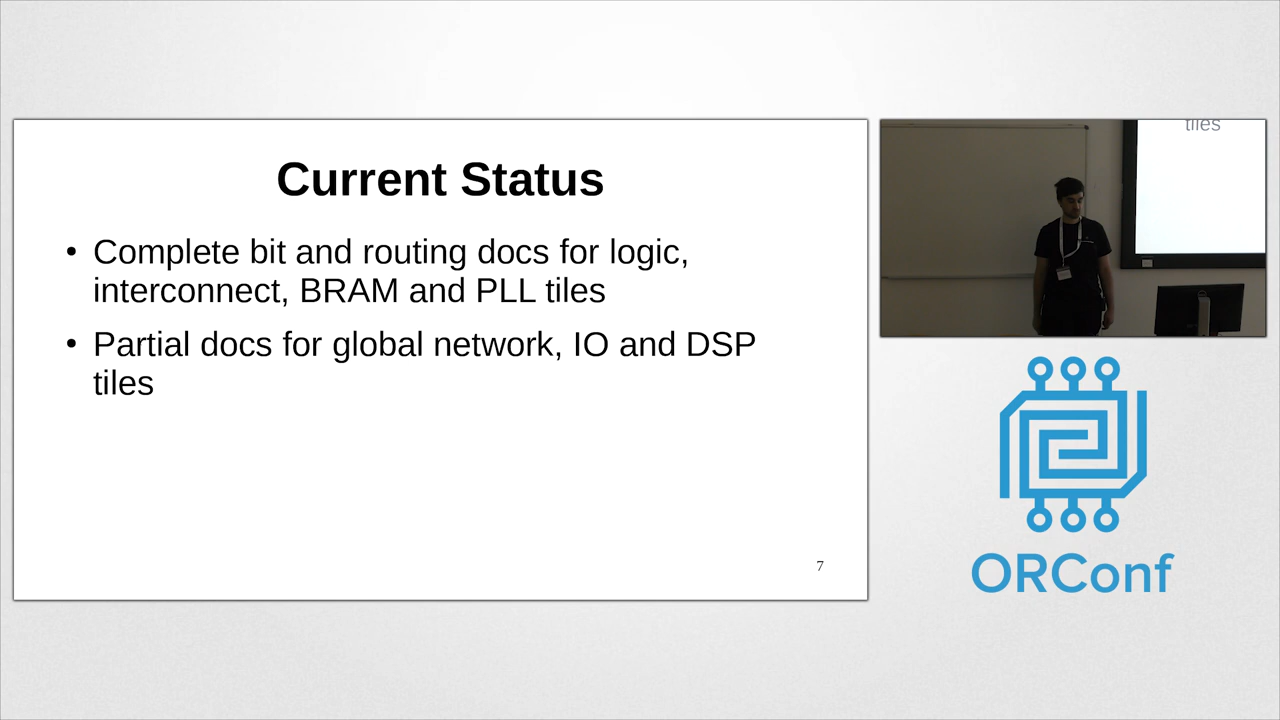 Current Status
• Complete bit and routing docs for logic,
interconnect, BRAM and PLL tiles
• Partial docs for global network, IO and DSP
tiles
7
tiles
ORConf